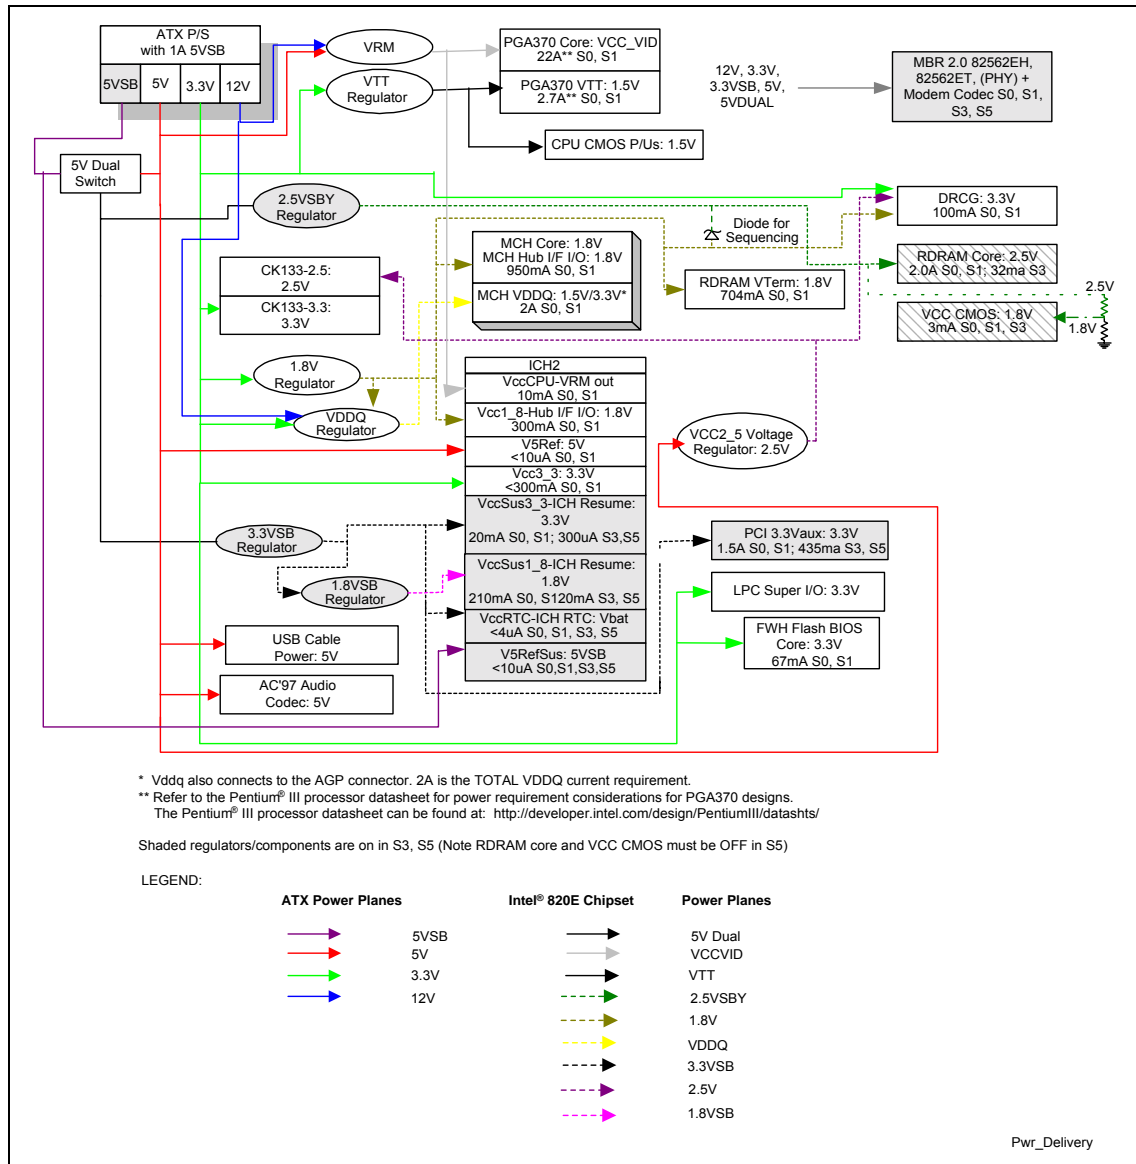 ATX P/S
with 1A 5VSB
5VSB
5V
3.3V
12V
VRM
VTT
Regulator
PGA370 Core: VCC_VID
22A** S0, S1
PGA370 VTT: 1.5V
2.7A** S0, S1
CPU CMOS P/Us: 1.5V
12V, 3.3V,
3.3VSB, 5V,
5VDUAL
MBR 2.0 82562EH,
82562ET, (PHY) +
Modem Codec S0, S1,
S3, S5
5V Dual
Switch
2.5VSBY
Regulator
Diode for
Sequencing
DRCG: 3.3V
100mA S0, S1
MCH Core: 1.8V
MCH Hub I/F I/O: 1.8V
950mA S0, S1
MCH VDDQ: 1.5V/3.3V*
2A S0, S1
RDRAM VTerm: 1.8V
704mA S0, S1
RDRAM Core: 2.5V
2.0A S0, S1; 32ma S3
VCC CMOS: 1.8V
3mA S0, S1, S3
2.5V
1.8V
CK133-2.5:
2.5V
CK133-3.3:
3.3V
1.8V
Regulator
VDDQ
Regulator
ICH2
VccCPU-VRM out
10mA S0, S1
Vcc1_8-Hub I/F I/O: 1.8V
300mA S0, S1
V5Ref: 5V
<10uA S0, S1
Vcc3_3: 3.3V
<300mA S0, S1
VccSus3_3-ICH Resume:
3.3V
20mA S0, S1; 300uA S3,S5
VccSus1_8-ICH Resume:
1.8V
210mA S0, S120mA S3, S5
VccRTC-ICH RTC: Vbat
<4uA S0, S1, S3, S5
V5RefSus: 5VSB
<10uA S0,S1,S3,S5
VCC2_5 Voltage
Regulator: 2.5V
3.3VSB
Regulator
1.8VSB
Regulator
PCI 3.3Vaux: 3.3V
1.5A S0, S1; 435ma S3, S5
LPC Super I/O: 3.3V
FWH Flash BIOS
Core: 3.3V
67mA S0, S1
USB Cable
Power: 5V
AC'97 Audio
Codec: 5V
* Vddq also connects to the AGP connector. 2A is the TOTAL VDDQ current requirement.
** Refer to the Pentium® III processor datasheet for power requirement considerations for PGA370 designs.
The Pentium® III processor datasheet can be found at: http://developer.intel.com/design/PentiumIII/datashts/
Shaded regulators/components are on in S3, S5 (Note RDRAM core and VCC CMOS must be OFF in S5)
LEGEND:
ATX Power Planes
5VSB
5V
3.3V
12V
Intel® 820E Chipset Power Planes
5V Dual
VCCVID
VTT
2.5VSBY
1.8V
VDDQ
3.3VSB
2.5V
1.8VSB
Pwr_Delivery